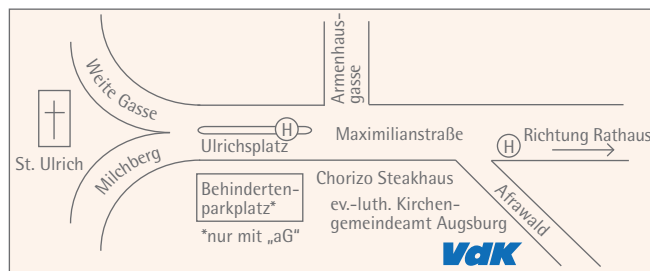 Weite Gasse
Armenhaus-
gasse
H
Ulrichsplatz
Maximilianstraße
H
Richtung Rathaus
St. Ulrich
Milchberg
Behinderten-
parkplatz*
*nur mit „aG“
Chorizo Steakhaus
ev.-luth. Kirchen-
gemeindeamt Augsburg
Afrawald
VdK